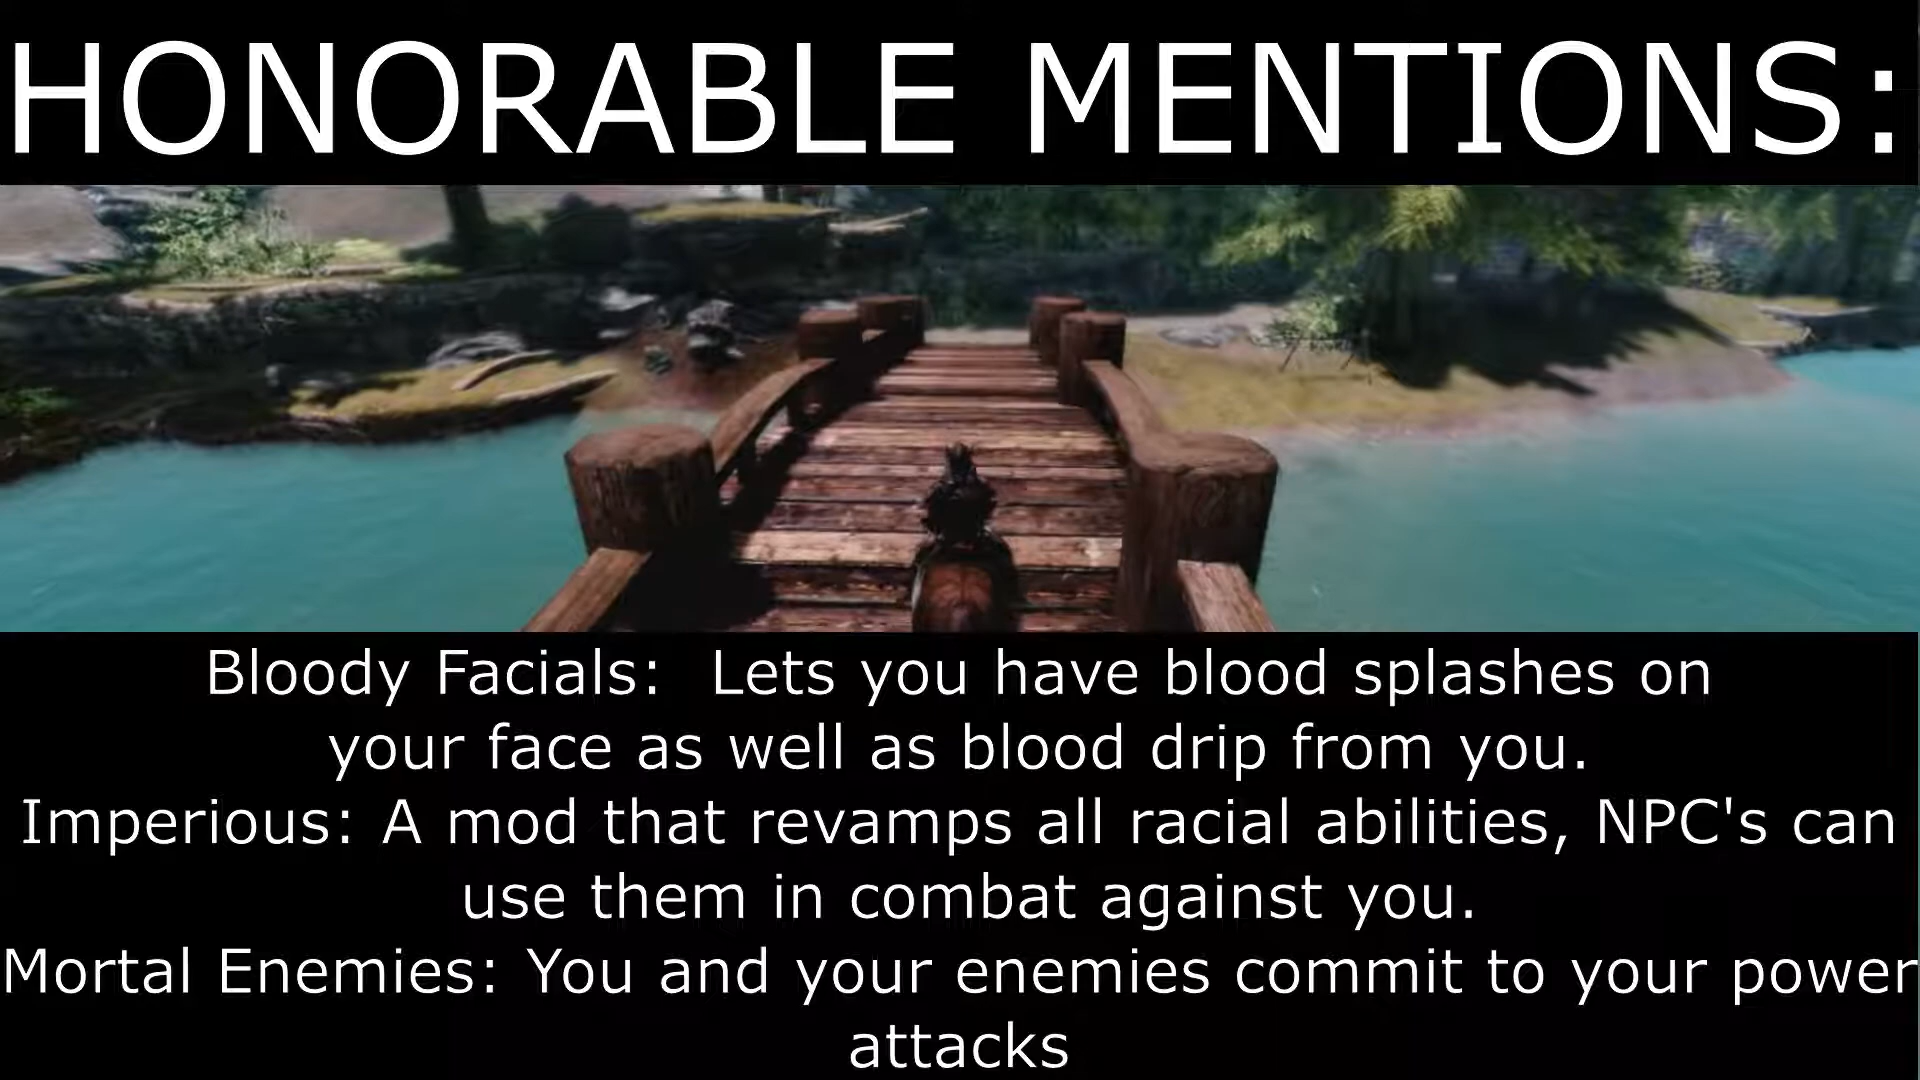 HONORABLE MENTIONS:
Bloody Facials:  Lets you have blood splashes on
your face as well as blood drip from you.
Imperious: A mod that revamps all racial abilities, NPC's can
use them in combat against you.
Mortal Enemies: You and your enemies commit to your power
attacks